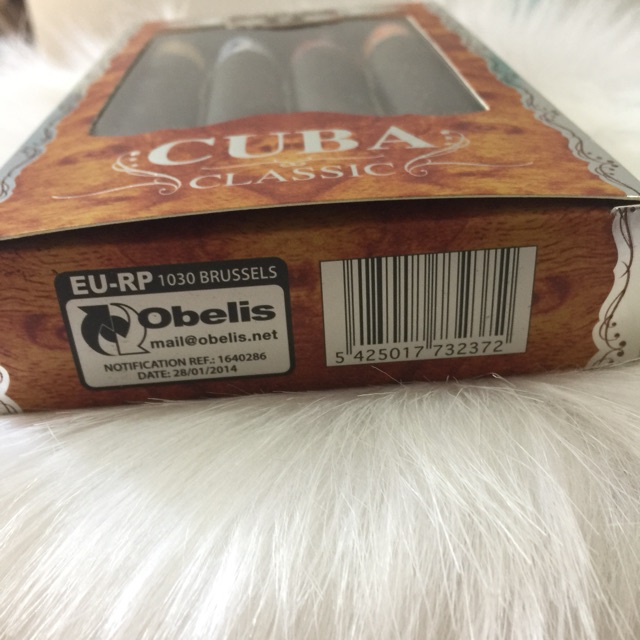 CUBA
CLASSIC
EU-RP 1030 BRUSSELS
Obelis
mail@obelis.net
NOTIFICATION REF.: 1640286
DATE: 28/01/2014
5 425017 732372